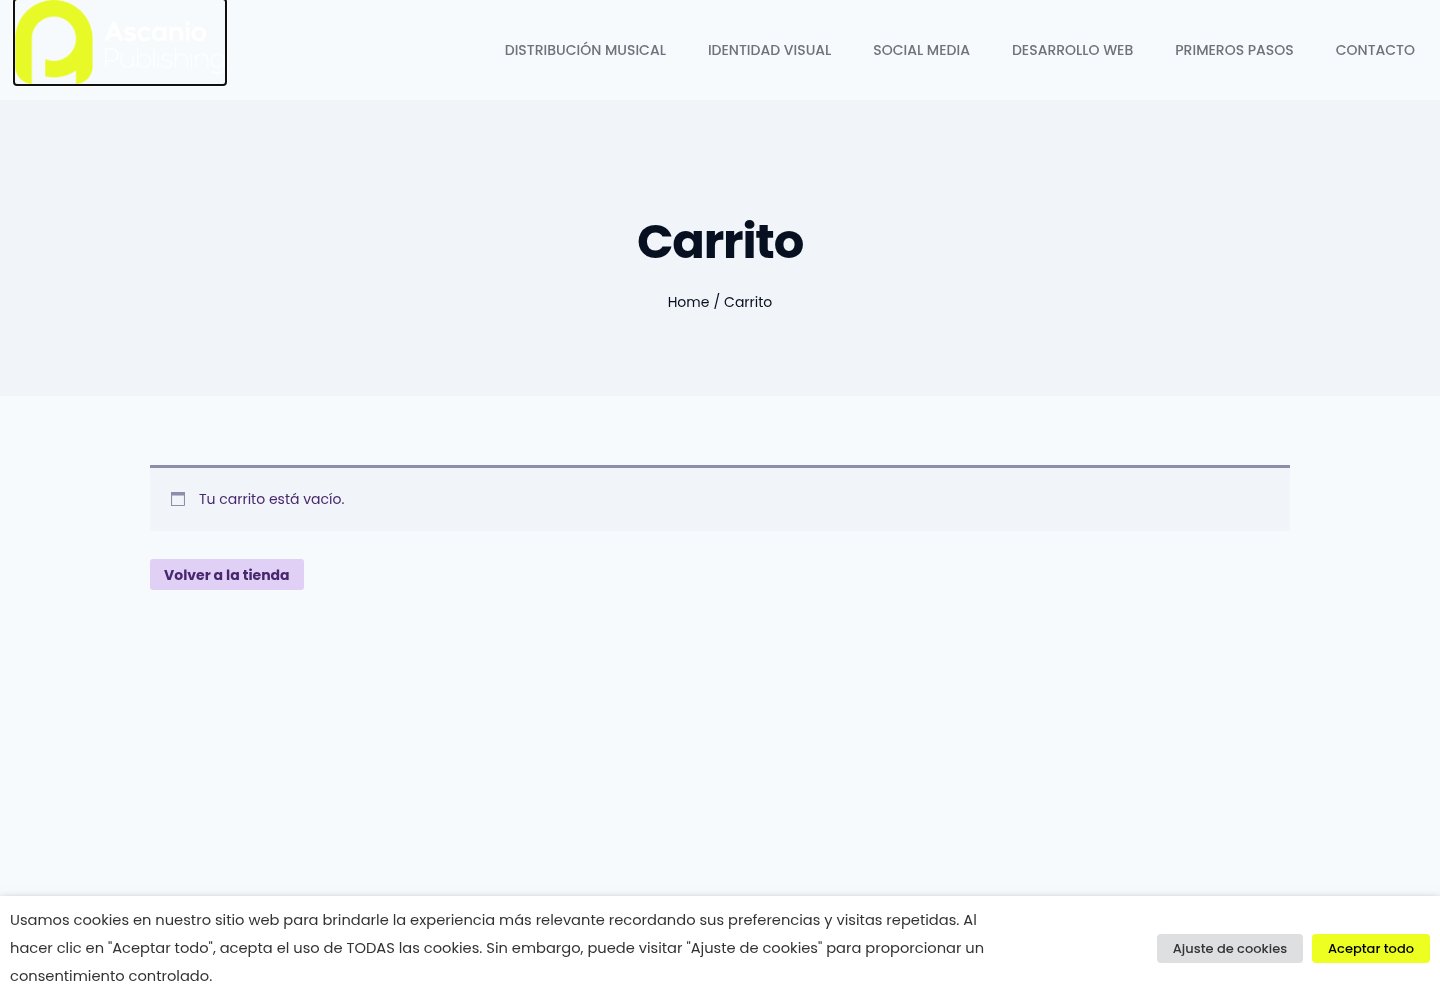 Ascanio
Publishing
DISTRIBUCIÓN MUSICAL
IDENTIDAD VISUAL
SOCIAL MEDIA
DESARROLLO WEB
PRIMEROS PASOS
CONTACTO
Carrito
Home / Carrito
Tu carrito está vacío.
Volver a la tienda
Usamos cookies en nuestro sitio web para brindarle la experiencia más relevante recordando sus preferencias y visitas repetidas. Al
hacer clic en "Aceptar todo", acepta el uso de TODAS las cookies. Sin embargo, puede visitar "Ajuste de cookies" para proporcionar un
consentimiento controlado.
Ajuste de cookies
Aceptar todo